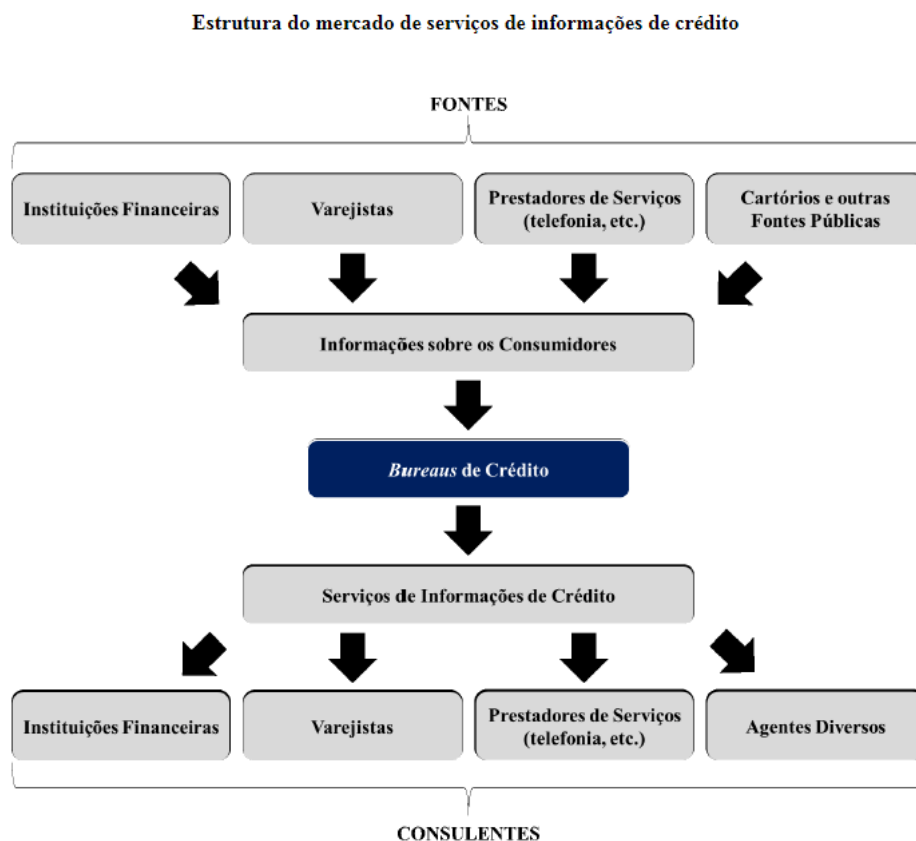 Estrutura do mercado de serviços de informações de crédito
FONTES
Instituições Financeiras
Varejistas
Prestadores de Serviços
(telefonia, etc.)
Cartórios e outras
Fontes Públicas
Informações sobre os Consumidores
Bureaus de Crédito
Serviços de Informações de Crédito
Instituições Financeiras
Varejistas
Prestadores de Serviços
(telefonia, etc.)
Agentes Diversos
CONSULENTES